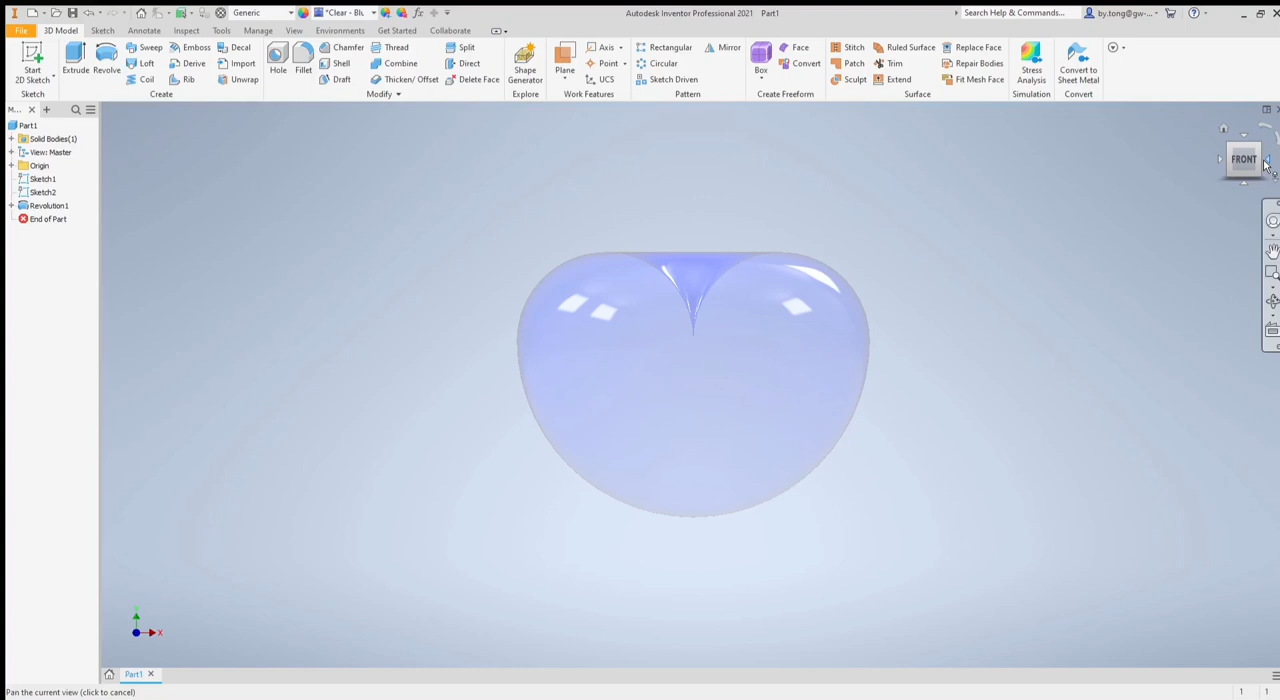 Generic
*Clear - Blu
Autodesk Inventor Professional 2021 Part1
Search Help & Commands...
by.tong@gw-...
File 3D Model Sketch Annotate Inspect Tools Manage View Environments Get Started Collaborate
Start
2D Sketch
Sketch
Extrude Revolve
Sweep Emboss Decal
Loft Derive Import
Coil Rib Unwrap
Create
Hole Fillet
Chamfer Thread Split
Shell Combine Direct
Draft Thicken/ Offset Delete Face
Modify
Shape
Generator
Explore
Plane
Axis
Point
UCS
Work Features
Rectangular Mirror
Circular
Sketch Driven
Pattern
Box
Face
Convert
Create Freeform
Stitch Ruled Surface Replace Face
Patch Trim Repair Bodies
Sculpt Extend Fit Mesh Face
Surface
Stress
Analysis
Simulation
Convert to
Sheet Metal
Convert
M...
Part1
Solid Bodies(1)
View: Master
Origin
Sketch1
Sketch2
Revolution1
End of Part
FRONT
X
Part1
Pan the current view (click to cancel)
1 1